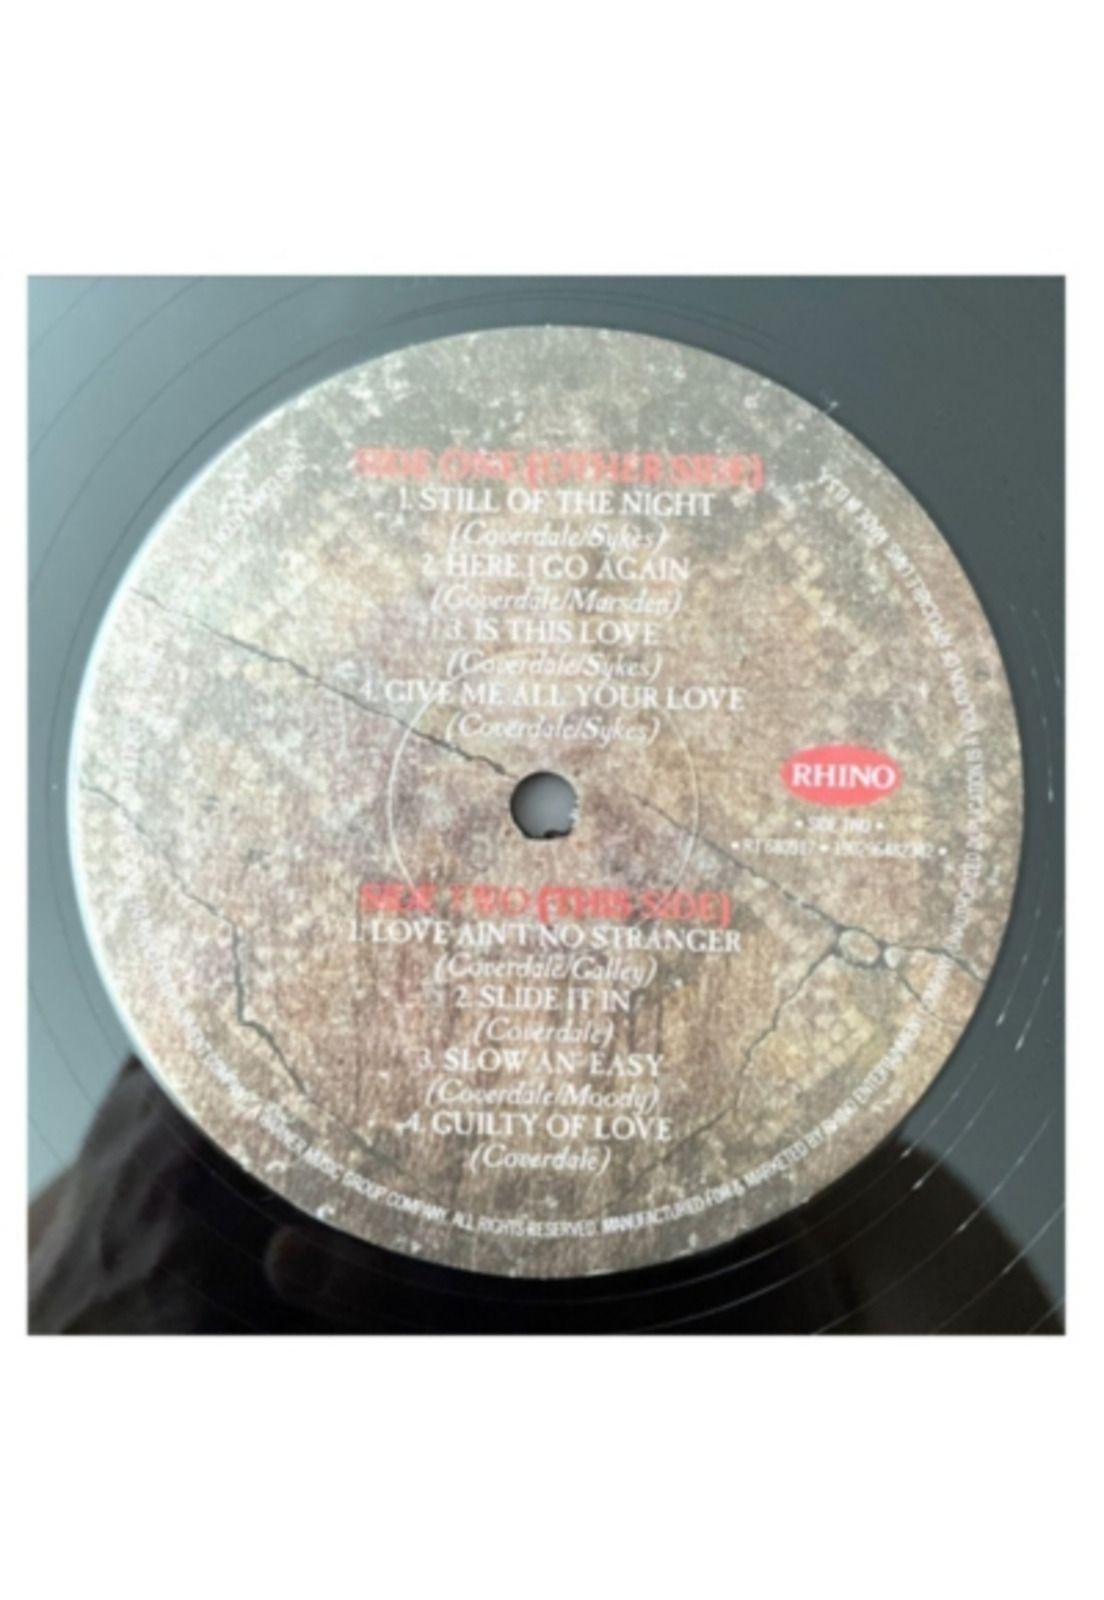 SIDE ONE (OTHER SIDE)
1. STILL OF THE NIGHT
(Coverdale/Sykes)
2. HERE I GO AGAIN
(Coverdale/Marsden)
3. IS THIS LOVE
(Coverdale/Sykes)
4. GIVE ME ALL YOUR LOVE
(Coverdale/Sykes)
RHINO
• SIDE TWO •
SIDE TWO (THIS SIDE)
1. LOVE AIN'T NO STRANGER
(Coverdale/Galley)
2. SLIDE IT IN
(Coverdale)
3. SLOW AN' EASY
(Coverdale/Moody)
4. GUILTY OF LOVE
(Coverdale)
WARNER MUSIC GROUP COMPANY. ALL RIGHTS RESERVED. MANUFACTURED FOR & MARKETED BY RHINO ENTERTAINMENT COMPANY